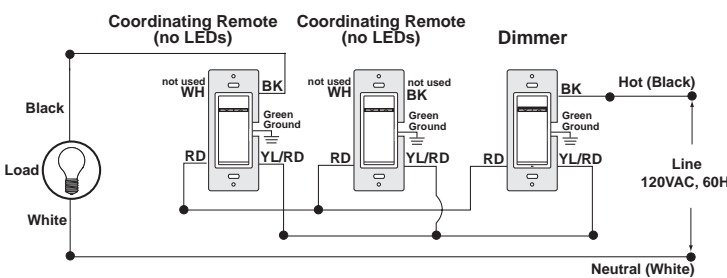 Coordinating Remote
(no LEDs)
Coordinating Remote
(no LEDs)
Dimmer
not used
WH
BK
not used
WH
not used
BK
BK
Hot (Black)
Black
Green
Ground
Green
Ground
Green
Ground
RD
YL/RD
RD
YL/RD
RD
YL/RD
Load
Line
120VAC, 60H
White
Neutral (White)